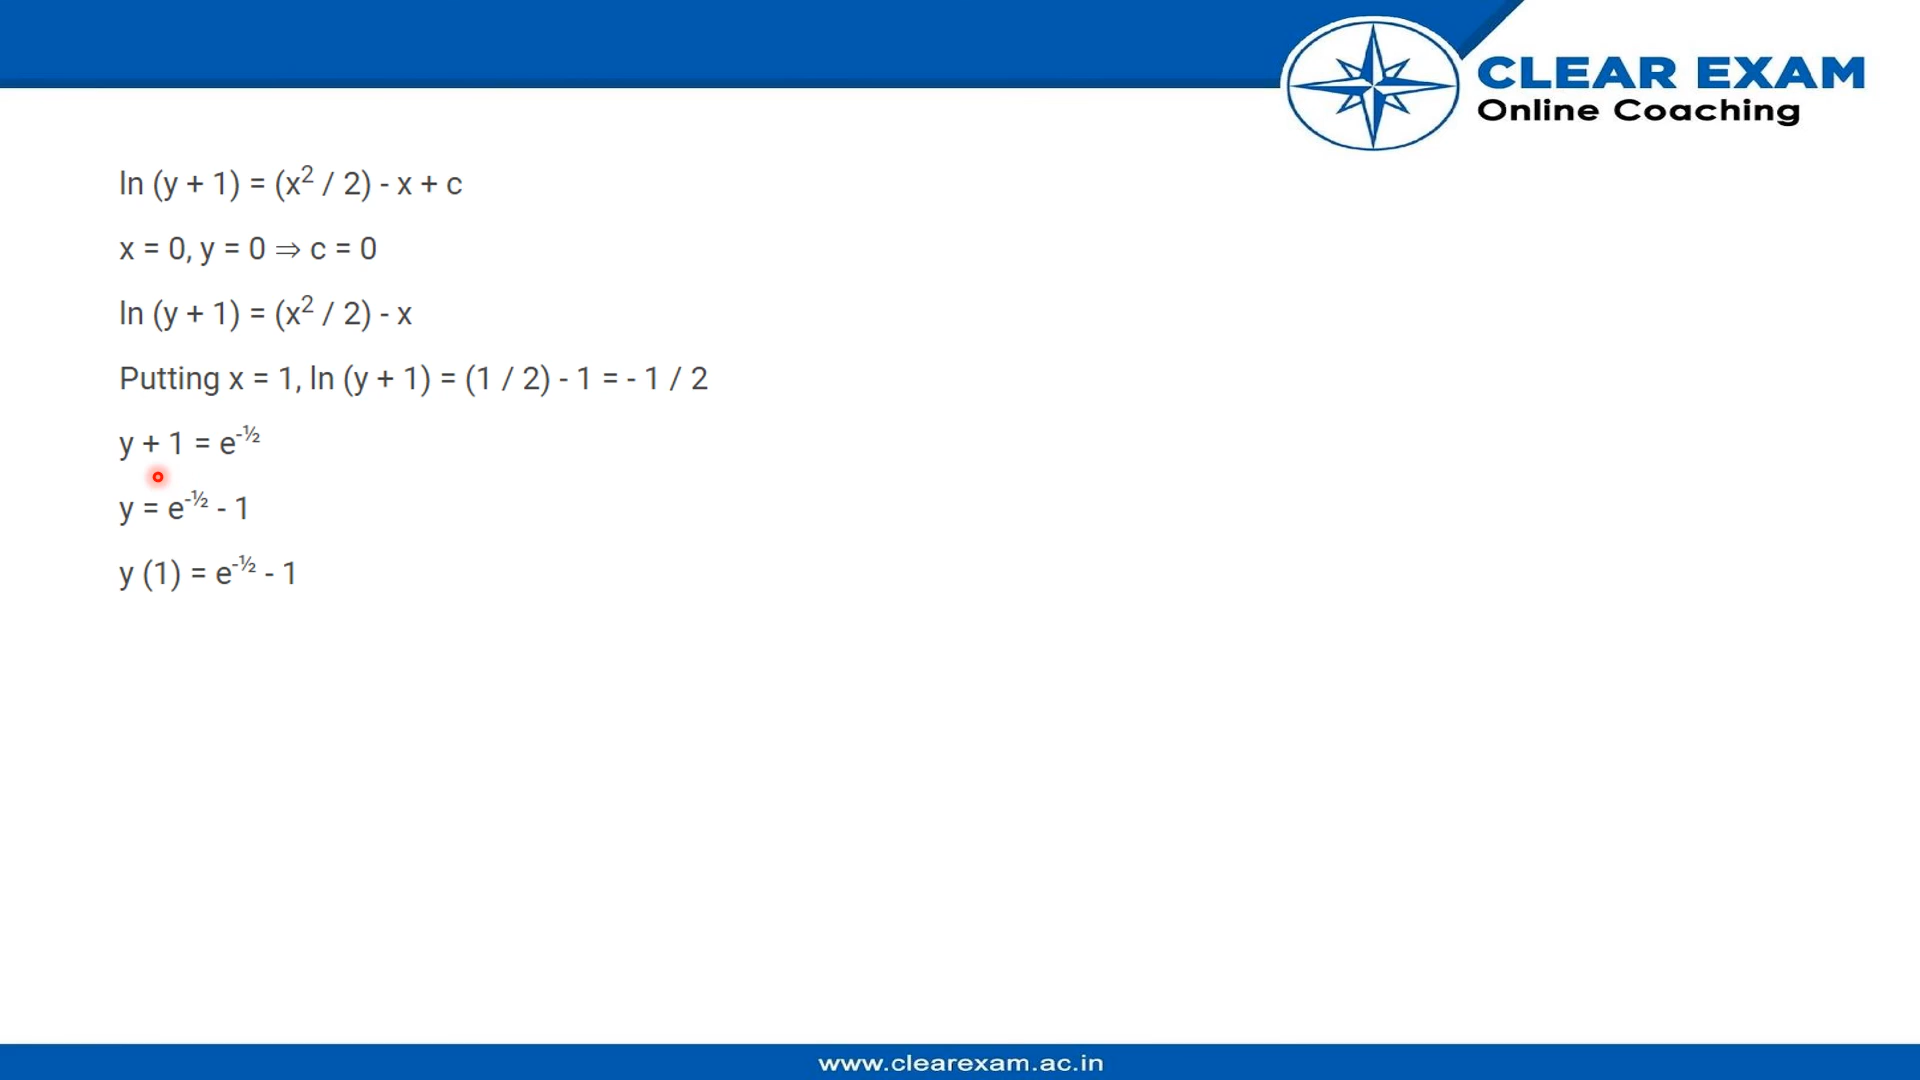 CLEAR EXAM
Online Coaching
ln (y + 1) = (x² / 2) - x + c
x = 0, y = 0 ⇒ c = 0
ln (y + 1) = (x² / 2) - x
Putting x = 1, ln (y + 1) = (1 / 2) - 1 = - 1 / 2
y + 1 = e^-½
y = e^-½ - 1
y (1) = e^-½ - 1
www.clearexam.ac.in